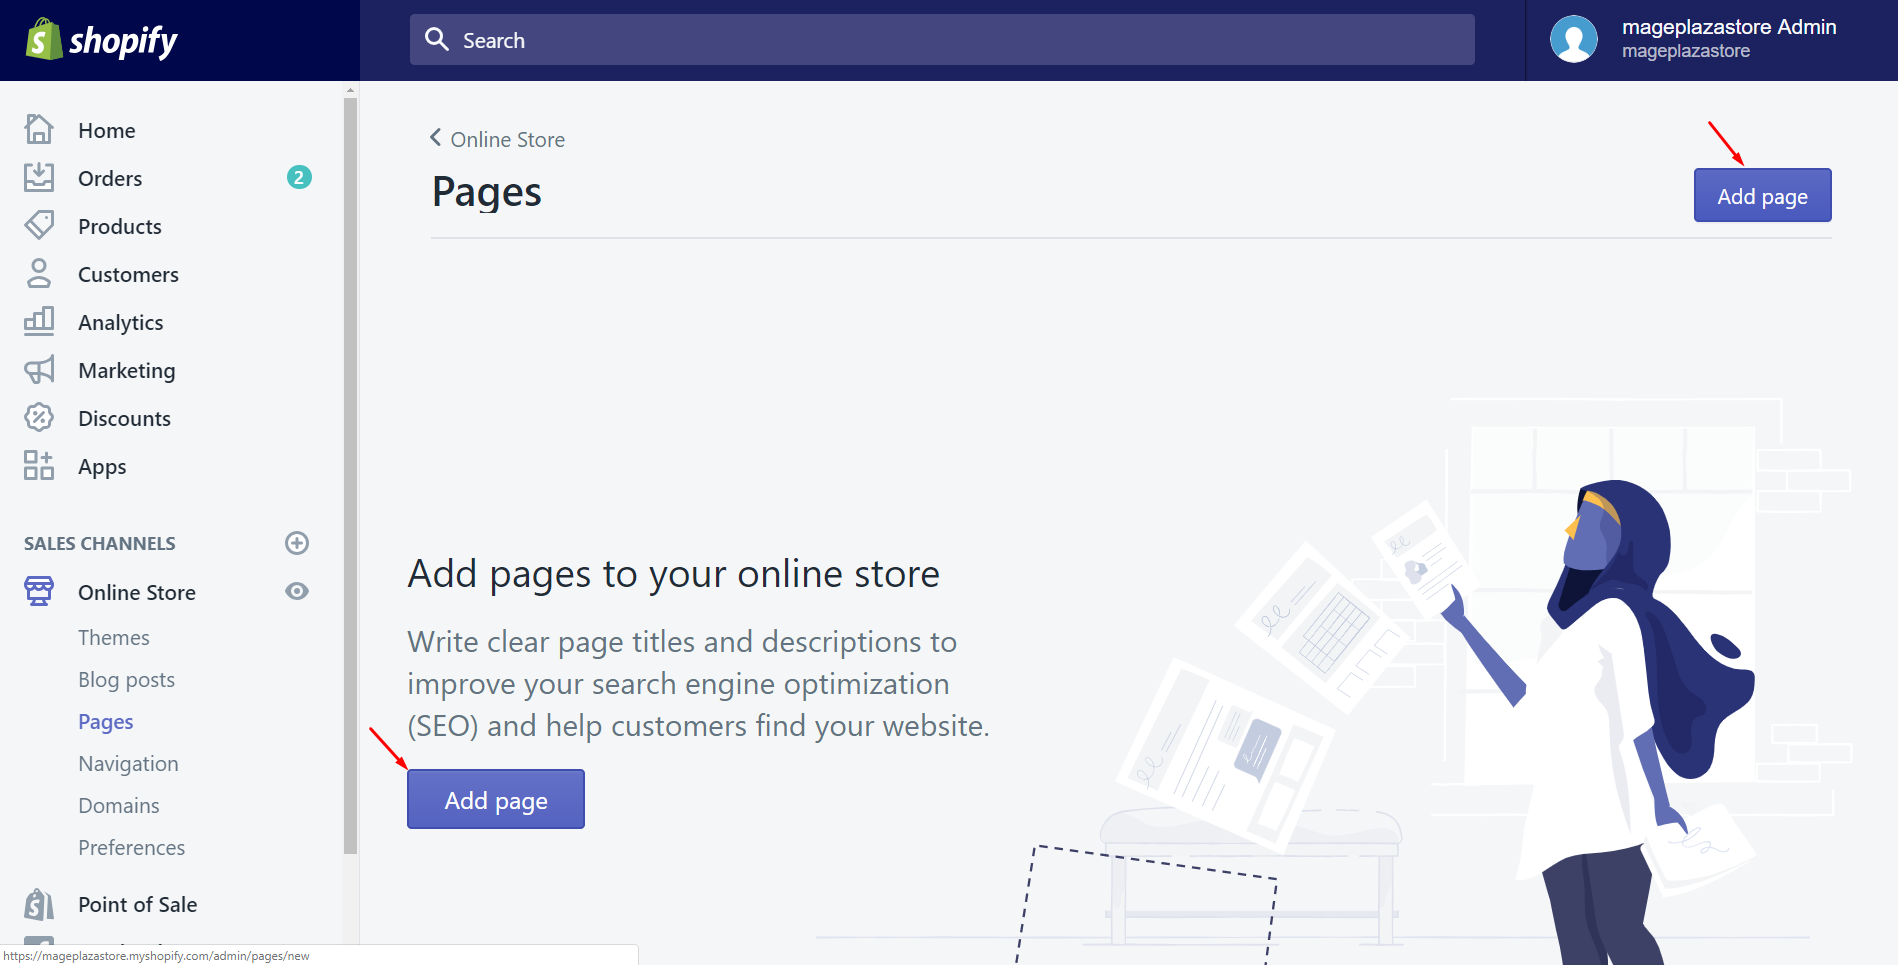 shopify
Search
mageplazastore Admin
mageplazastore
Home
Orders
2
Products
Customers
Analytics
Marketing
Discounts
Apps
SALES CHANNELS
Online Store
Themes
Blog posts
Pages
Navigation
Domains
Preferences
Point of Sale
https://mageplazastore.myshopify.com/admin/pages/new
Online Store
Pages
Add page
Add pages to your online store
Write clear page titles and descriptions to
improve your search engine optimization
(SEO) and help customers find your website.
Add page